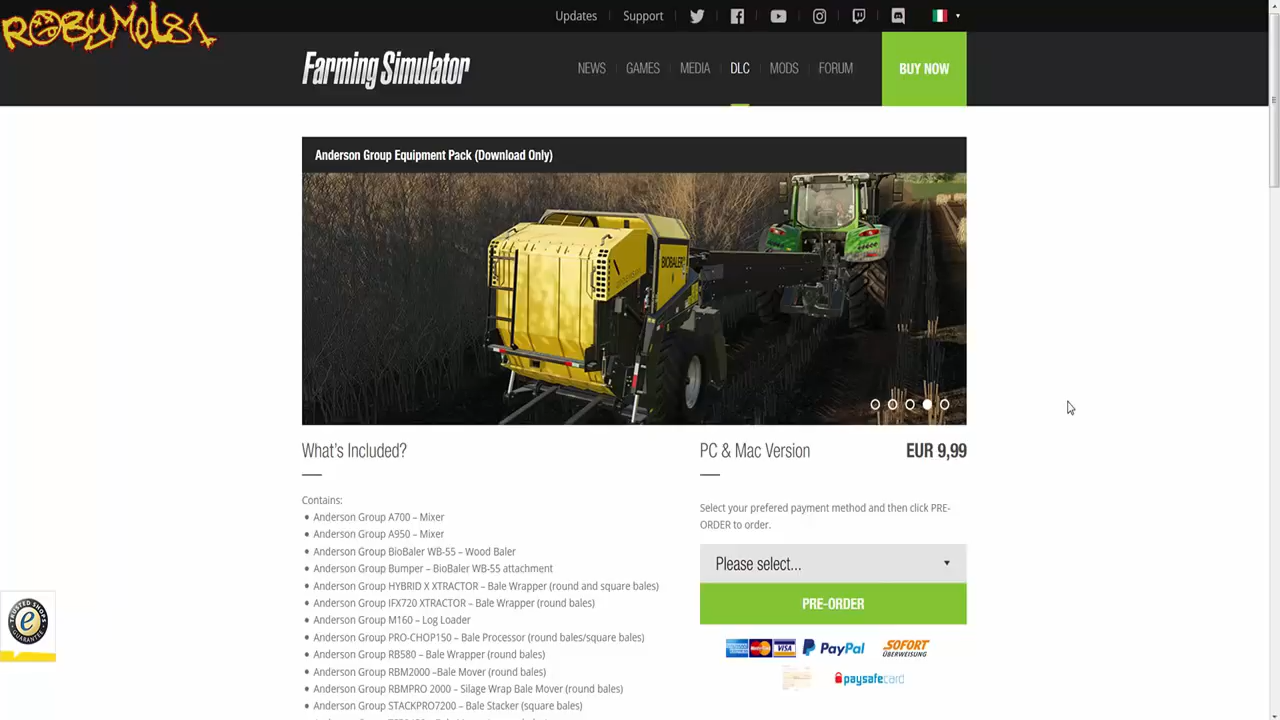 ROBYMEL81
Updates
Support
Farming Simulator
NEWS
GAMES
MEDIA
DLC
MODS
FORUM
BUY NOW
Anderson Group Equipment Pack (Download Only)
BIOBALER
What's Included?
Contains:
• Anderson Group A700 – Mixer
• Anderson Group A950 – Mixer
• Anderson Group BioBaler WB-55 – Wood Baler
• Anderson Group Bumper – BioBaler WB-55 attachment
• Anderson Group HYBRID X XTRACTOR – Bale Wrapper (round and square bales)
• Anderson Group IFX720 XTRACTOR – Bale Wrapper (round bales)
• Anderson Group M160 – Log Loader
• Anderson Group PRO-CHOP150 – Bale Processor (round bales/square bales)
• Anderson Group RB580 – Bale Wrapper (round bales)
• Anderson Group RBM2000 –Bale Mover (round bales)
• Anderson Group RBMPRO 2000 – Silage Wrap Bale Mover (round bales)
• Anderson Group STACKPRO7200 – Bale Stacker (square bales)
PC & Mac Version
EUR 9,99
Select your prefered payment method and then click PRE-
ORDER to order.
Please select...
PRE-ORDER
MasterCard
VISA
PayPal
SOFORT
ÜBERWEISUNG
paysafecard
TRUSTED SHOPS
GUARANTEE